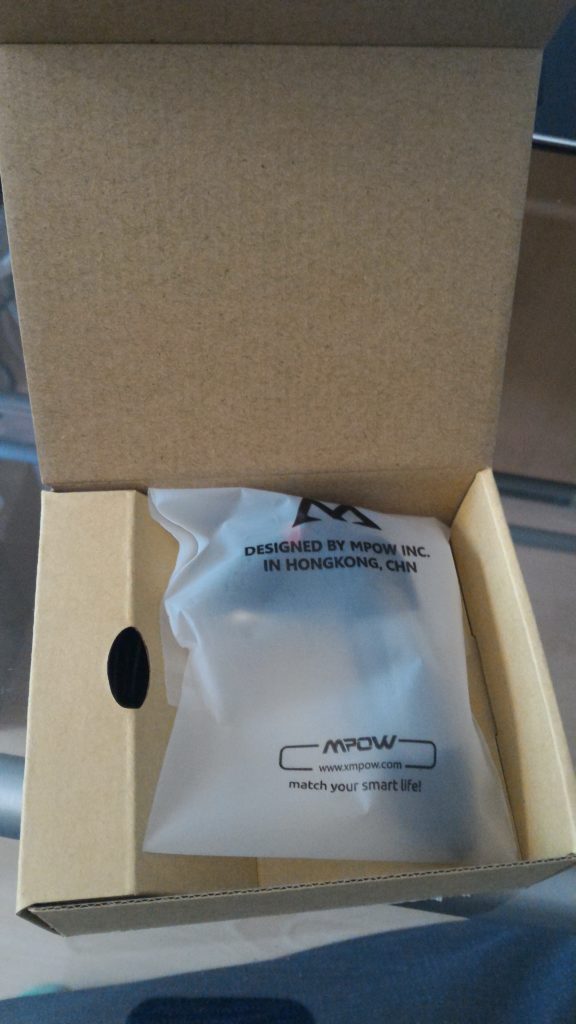 DESIGNED BY MPOW INC.
IN HONGKONG, CHN
MPOW
www.xmpow.com
match your smart life!